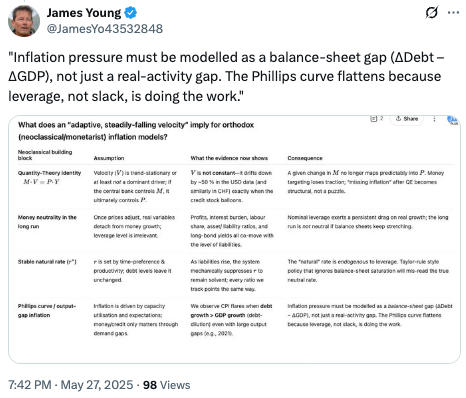 James Young
@JamesYo43532848
"Inflation pressure must be modelled as a balance-sheet gap (ΔDebt –
ΔGDP), not just a real-activity gap. The Phillips curve flattens because
leverage, not slack, is doing the work."
2
Share
What does an "adaptive, steadily-falling velocity" imply for orthodox
(neoclassical/monetarist) inflation models?
Neoclassical building
block
Assumption
What the evidence now shows
Consequence
Quantity-Theory identity
M·V = P·Y
Velocity (V) is trend-stationary or
at least not a dominant driver; if
the central bank controls M, it
ultimately controls P.
V is not constant—it drifts down
by ~50 % in the USD data (and
similarly in CHF) exactly when the
credit stock balloons.
A given change in M no longer maps predictably into P. Money
targeting loses traction; "missing inflation" after QE becomes
structural, not a puzzle.
Money neutrality in the
long run
Once prices adjust, real variables
detach from money growth;
leverage level is irrelevant.
Profits, interest burden, labour
share, asset/liability ratios, and
long-bond yields all co-move with
the level of liabilities.
Nominal leverage exerts a persistent drag on real growth; the long
run is not neutral if balance sheets keep stretching.
Stable natural rate (r*)
r is set by time-preference &
productivity; debt levels leave it
unchanged.
As liabilities rise, the system
mechanically suppresses r to
remain solvent; every ratio we
track points the same way.
The "natural" rate is endogenous to leverage. Taylor-rule style
policy that ignores balance-sheet saturation will mis-read the true
neutral rate.
Phillips curve / output-
gap inflation
Inflation is driven by capacity
utilisation and expectations;
money/credit only matters through
demand gaps.
We observe CPI flares when debt
growth > GDP growth (debt-
dilution) even with large output
gaps (e.g., 2021).
Inflation pressure must be modelled as a balance-sheet gap (ΔDebt
– ΔGDP), not just a real-activity gap. The Phillips curve flattens
because leverage, not slack, is doing the work.
7:42 PM · May 27, 2025 · 98 Views